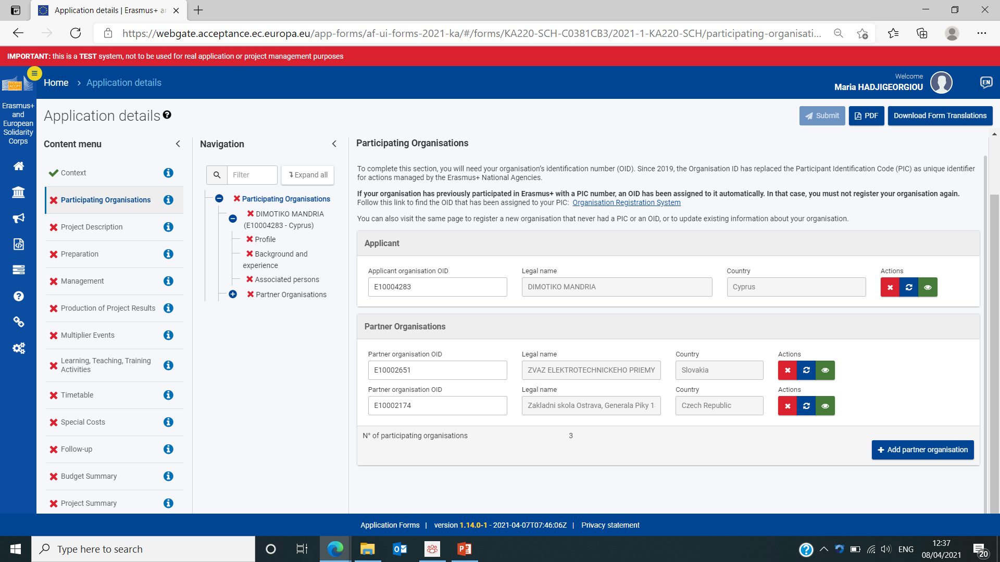 Application details | Erasmus+ ar
https://webgate.acceptance.ec.europa.eu/app-forms/af-ui-forms-2021-ka/#/forms/KA220-SCH-C0381CB3/2021-1-KA220-SCH/participating-organisati...
IMPORTANT: this is a TEST system, not to be used for real application or project management purposes
Home > Application details
Welcome
Maria HADJIGEORGIOU
EN
Erasmus+
and
European
Solidarity
Corps
Application details
Submit
PDF
Download Form Translations
Content menu
Context
Participating Organisations
Project Description
Preparation
Management
Production of Project Results
Multiplier Events
Learning, Teaching, Training
Activities
Timetable
Special Costs
Follow-up
Budget Summary
Project Summary
Navigation
Filter
Expand all
Participating Organisations
DIMOTIKO MANDRIA
(E10004283 - Cyprus)
Profile
Background and
experience
Associated persons
Partner Organisations
Participating Organisations
To complete this section, you will need your organisation's identification number (OID). Since 2019, the Organisation ID has replaced the Participant Identification Code (PIC) as unique identifier
for actions managed by the Erasmus+ National Agencies.
If your organisation has previously participated in Erasmus+ with a PIC number, an OID has been assigned to it automatically. In that case, you must not register your organisation again.
Follow this link to find the OID that has been assigned to your PIC: Organisation Registration System
You can also visit the same page to register a new organisation that never had a PIC or an OID, or to update existing information about your organisation.
Applicant
Applicant organisation OID Legal name Country Actions
E10004283 DIMOTIKO MANDRIA Cyprus
Partner Organisations
Partner organisation OID Legal name Country Actions
E10002651 ZVAZ ELEKTROTECHNICKEHO PRIEMY Slovakia
Partner organisation OID Legal name Country Actions
E10002174 Zakladni skola Ostrava, Generala Piky 1 Czech Republic
N° of participating organisations 3
+ Add partner organisation
Application Forms | version 1.14.0-1 - 2021-04-07T07:46:06Z | Privacy statement
Type here to search
ENG
12:37
08/04/2021
20